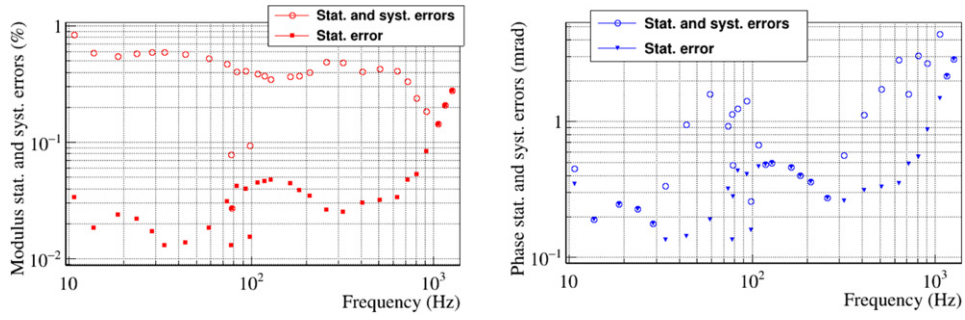 Stat. and syst. errors
Stat. error
Modulus stat. and syst. errors (%)
1
10⁻¹
10⁻²
10
10²
10³
Frequency (Hz)
Stat. and syst. errors
Stat. error
Phase stat. and syst. errors (mrad)
1
10⁻¹
10
10²
10³
Frequency (Hz)